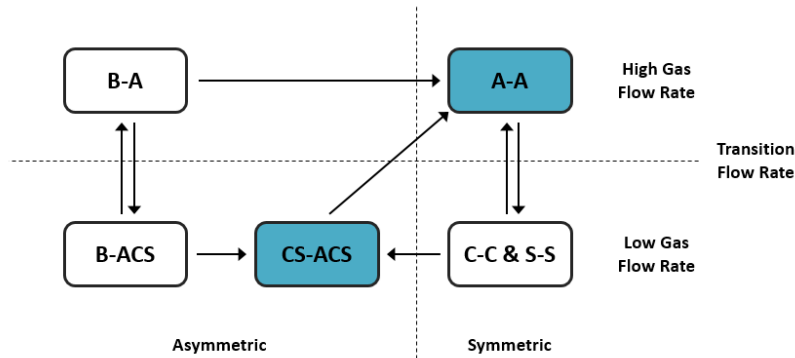 B-A
A-A
High Gas
Flow Rate
Transition
Flow Rate
B-ACS
CS-ACS
C-C & S-S
Low Gas
Flow Rate
Asymmetric
Symmetric